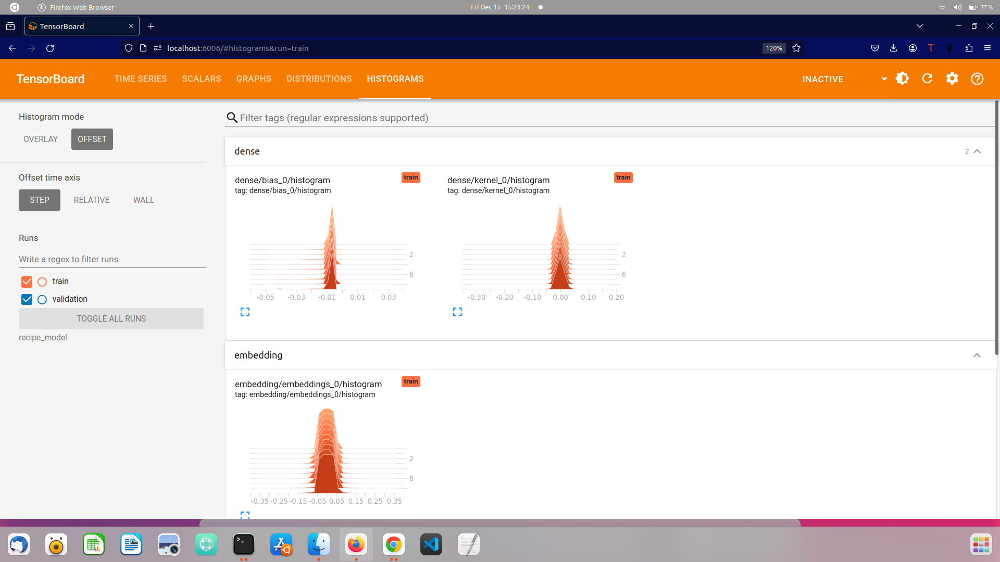 Firefox Web Browser
Fri Dec 15 15:23:24
77 %
TensorBoard
localhost:6006/#histograms&run=train
120%
TensorBoard
TIME SERIES
SCALARS
GRAPHS
DISTRIBUTIONS
HISTOGRAMS
INACTIVE
Histogram mode
OVERLAY
OFFSET
Offset time axis
STEP
RELATIVE
WALL
Runs
Write a regex to filter runs
train
validation
TOGGLE ALL RUNS
recipe_model
Filter tags (regular expressions supported)
dense
2
dense/bias_0/histogram
train
tag: dense/bias_0/histogram
2
6
-0.05 -0.03 -0.01 0.01 0.03
dense/kernel_0/histogram
train
tag: dense/kernel_0/histogram
2
6
-0.30 -0.20 -0.10 0.00 0.10 0.20
embedding
embedding/embeddings_0/histogram
train
tag: embedding/embeddings_0/histogram
2
6
-0.35 -0.25 -0.15 -0.05 0.05 0.15 0.25 0.35